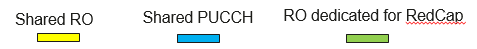 Shared RO
Shared PUCCH
RO dedicated for RedCap